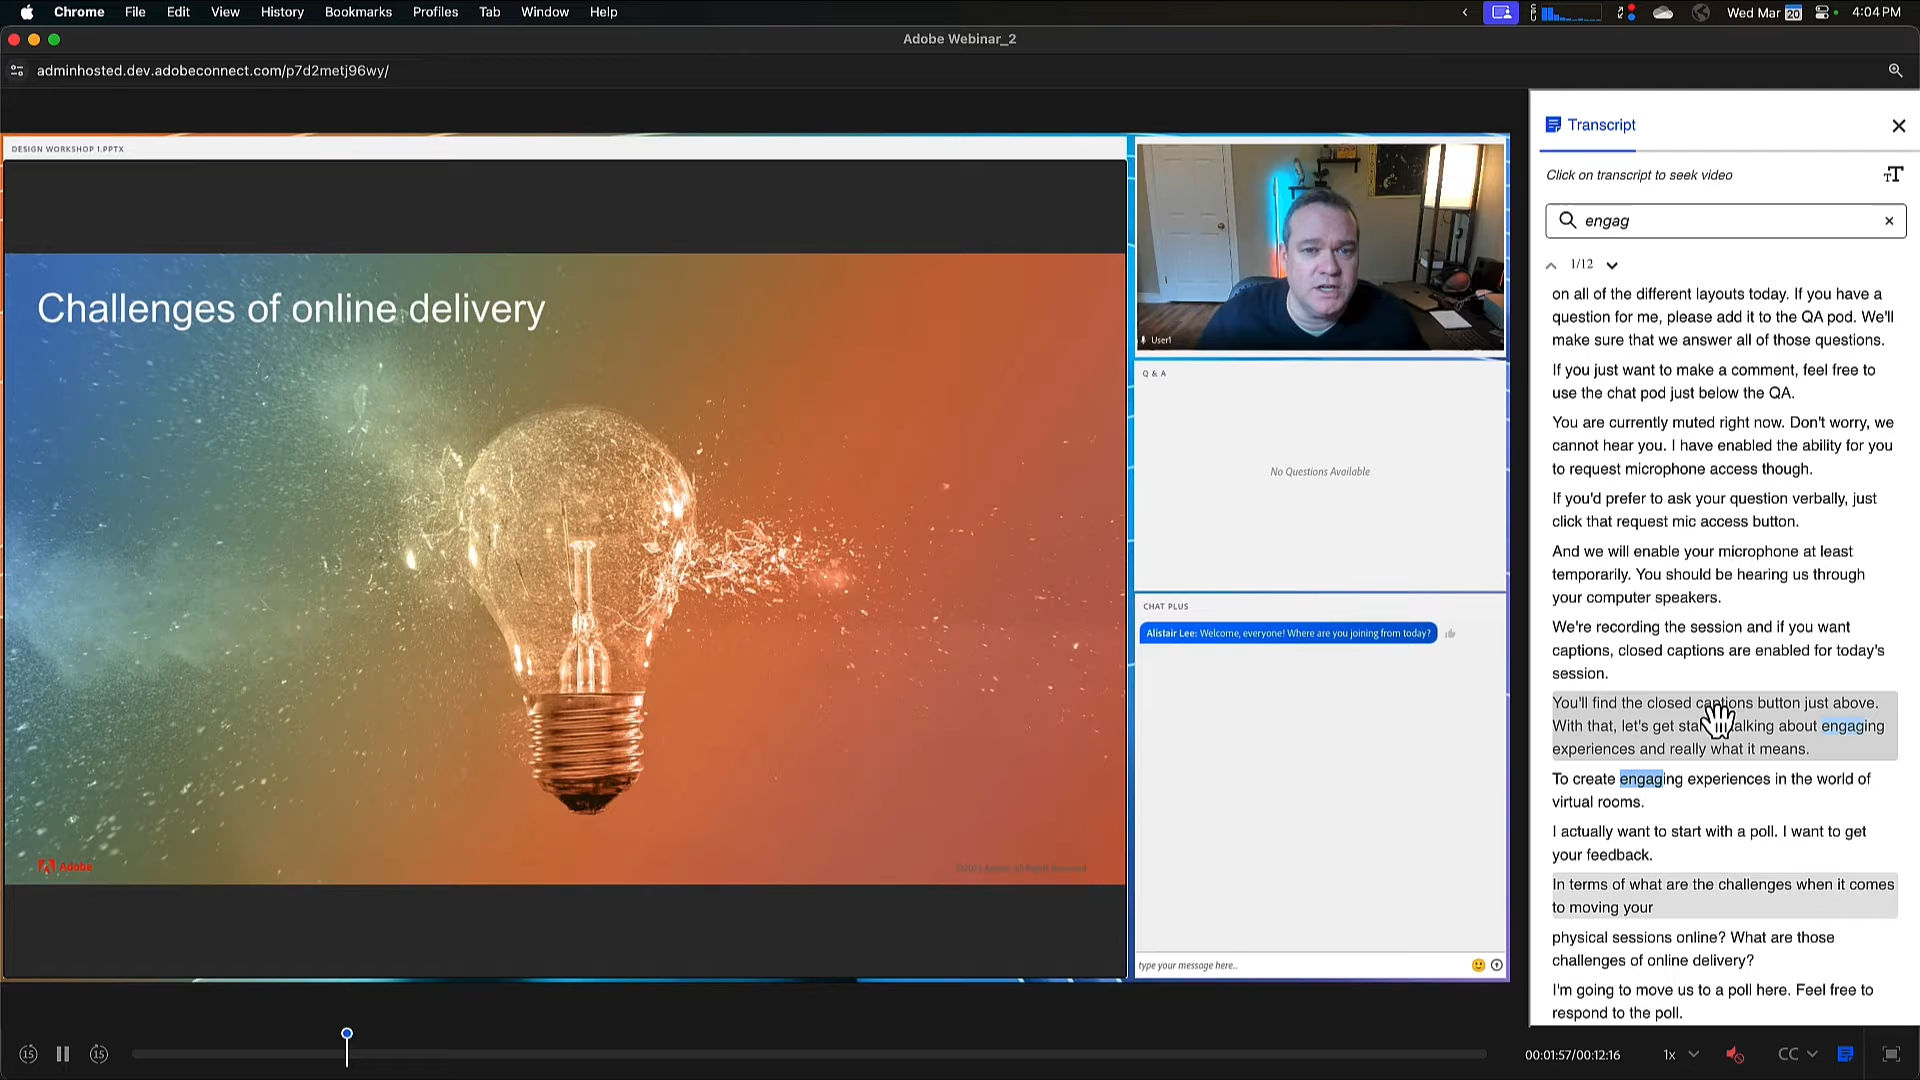 Chrome File Edit View History Bookmarks Profiles Tab Window Help
Wed Mar 20 4:04 PM
Adobe Webinar_2
adminhosted.dev.adobeconnect.com/p7d2metj96wy/
DESIGN WORKSHOP 1.PPTX
Challenges of online delivery
Adobe
User1
Q & A
No Questions Available
CHAT PLUS
Alistair Lee: Welcome, everyone! Where are you joining from today?
type your message here..
Transcript
Click on transcript to seek video
engag
1/12
on all of the different layouts today. If you have a
question for me, please add it to the QA pod. We'll
make sure that we answer all of those questions.
If you just want to make a comment, feel free to
use the chat pod just below the QA.
You are currently muted right now. Don't worry, we
cannot hear you. I have enabled the ability for you
to request microphone access though.
If you'd prefer to ask your question verbally, just
click that request mic access button.
And we will enable your microphone at least
temporarily. You should be hearing us through
your computer speakers.
We're recording the session and if you want
captions, closed captions are enabled for today's
session.
You'll find the closed captions button just above.
With that, let's get sta alking about engaging
experiences and really what it means.
To create engaging experiences in the world of
virtual rooms.
I actually want to start with a poll. I want to get
your feedback.
In terms of what are the challenges when it comes
to moving your
physical sessions online? What are those
challenges of online delivery?
I'm going to move us to a poll here. Feel free to
respond to the poll.
15
15
00:01:57/00:12:16
1x
CC